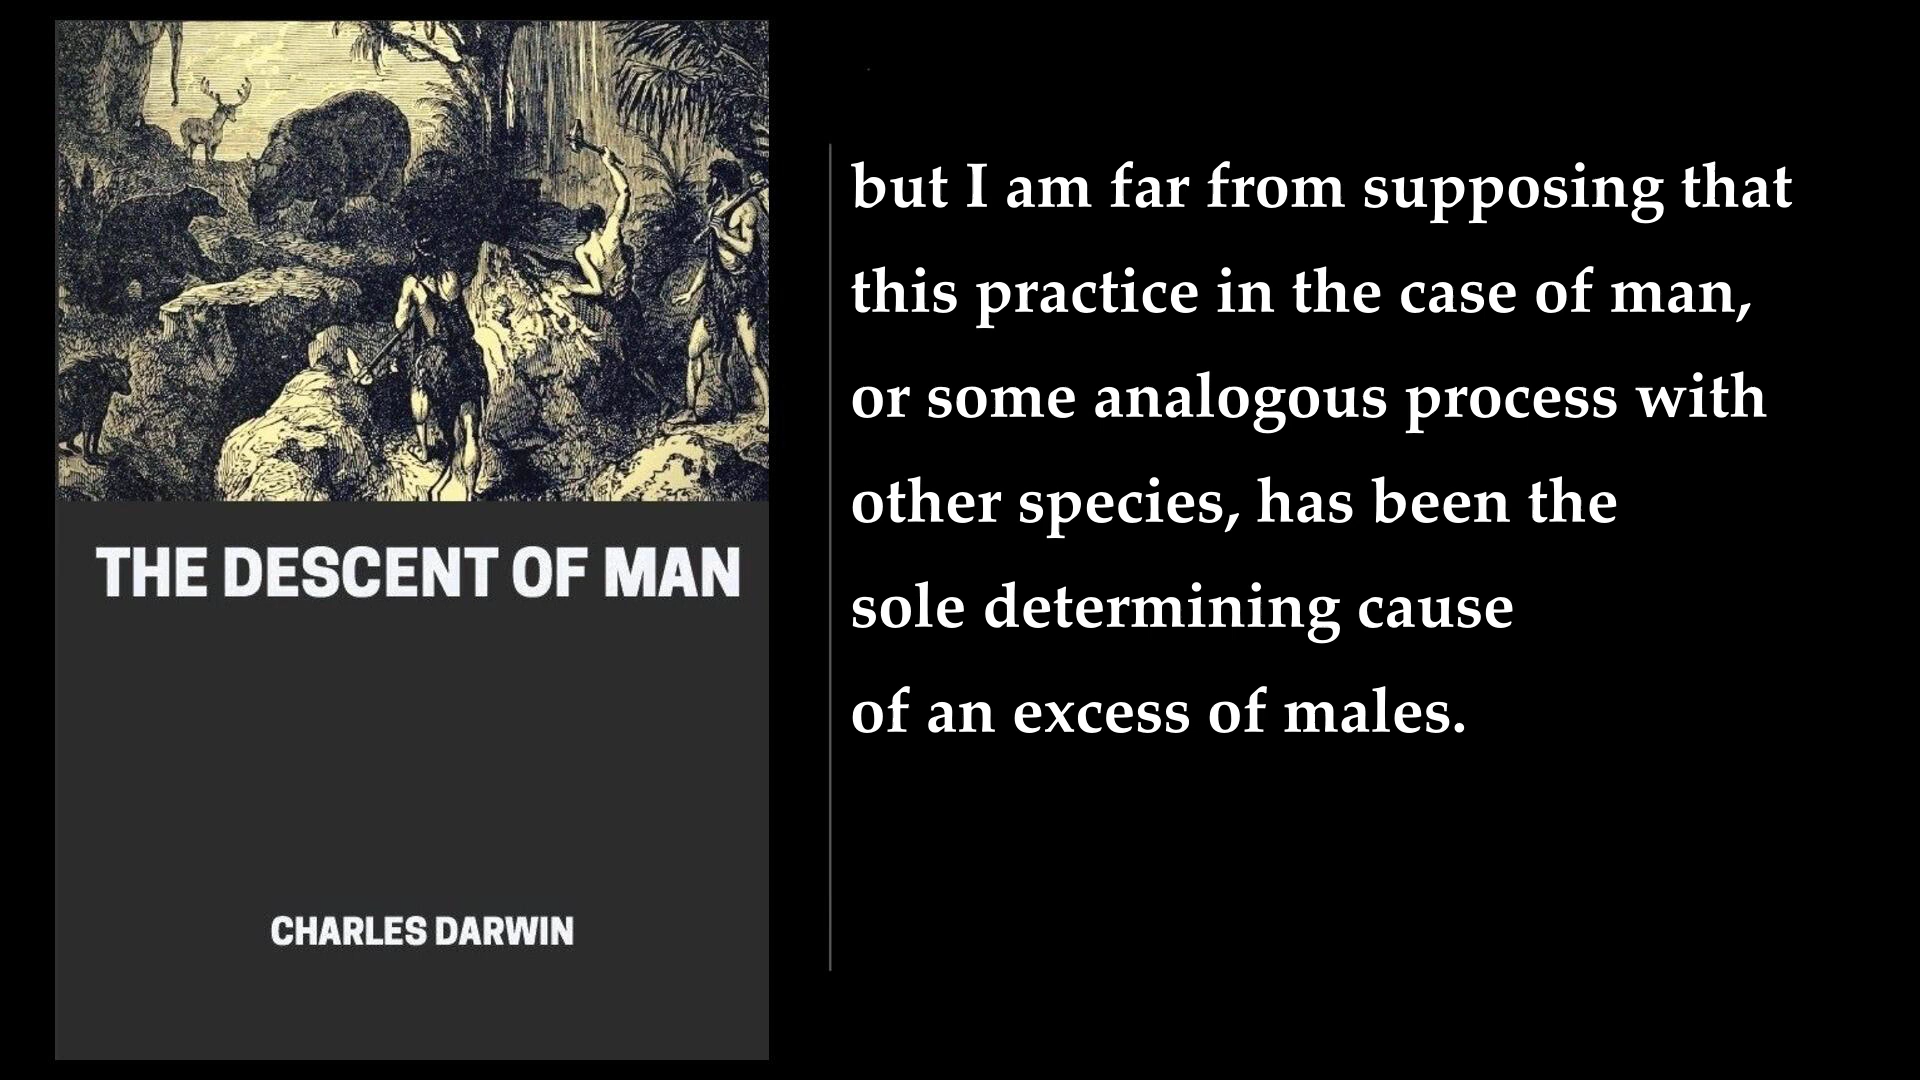 THE DESCENT OF MAN
CHARLES DARWIN
but I am far from supposing that
this practice in the case of man,
or some analogous process with
other species, has been the
sole determining cause
of an excess of males.